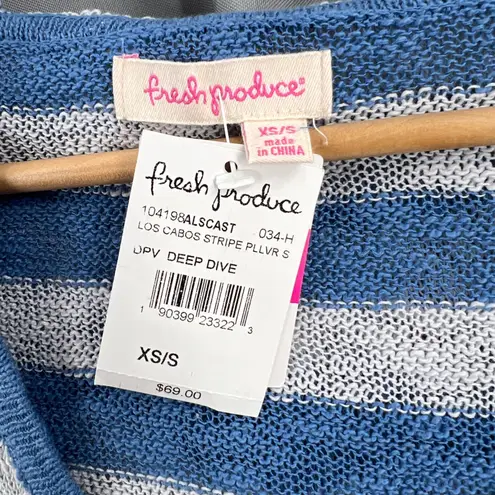 fresh produce®
XS/S
made
in CHINA
fresh produce
104198ALSCAST 034-H
LOS CABOS STRIPE PLLVR S
DPV DEEP DIVE
1 90399 23322 3
XS/S
$69.00